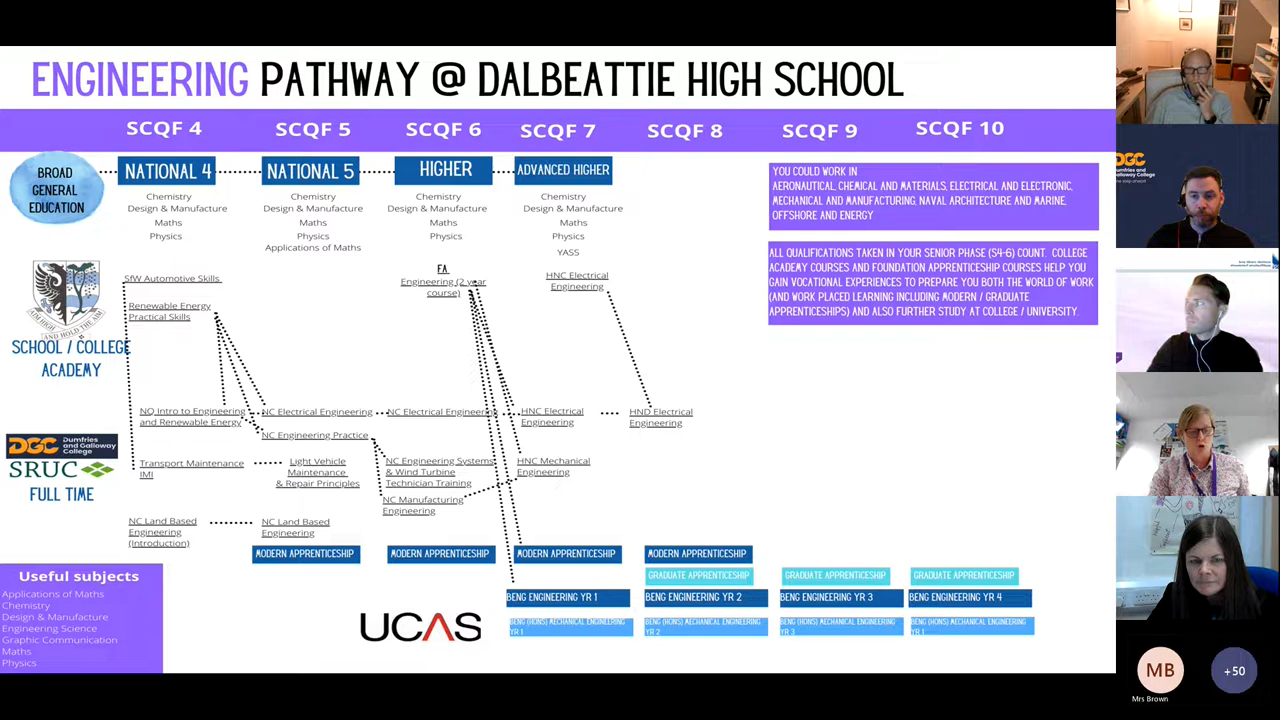 ENGINEERING PATHWAY @ DALBEATTIE HIGH SCHOOL
SCQF 4
SCQF 5
SCQF 6
SCQF 7
SCQF 8
SCQF 9
SCQF 10
BROAD
GENERAL
EDUCATION
NATIONAL 4
NATIONAL 5
HIGHER
ADVANCED HIGHER
Chemistry
Design & Manufacture
Maths
Physics
Chemistry
Design & Manufacture
Maths
Physics
Applications of Maths
Chemistry
Design & Manufacture
Maths
Physics
Chemistry
Design & Manufacture
Maths
Physics
YASS
YOU COULD WORK IN
AERONAUTICAL, CHEMICAL AND MATERIALS, ELECTRICAL AND ELECTRONIC,
MECHANICAL AND MANUFACTURING, NAVAL ARCHITECTURE AND MARINE,
OFFSHORE AND ENERGY
ALL QUALIFICATIONS TAKEN IN YOUR SENIOR PHASE (S4-6) COUNT. COLLEGE
ACADEMY COURSES AND FOUNDATION APPRENTICESHIP COURSES HELP YOU
GAIN VOCATIONAL EXPERIENCES TO PREPARE YOU BOTH THE WORLD OF WORK
(AND WORK PLACED LEARNING INCLUDING MODERN / GRADUATE
APPRENTICESHIPS) AND ALSO FURTHER STUDY AT COLLEGE / UNIVERSITY.
SCHOOL / COLLEGE
ACADEMY
SfW Automotive Skills
Renewable Energy
Practical Skills
FA
Engineering (2 year
course)
HNC Electrical
Engineering
DGC Dumfries
and Galloway
College
SRUC
FULL TIME
NQ Intro to Engineering
and Renewable Energy
NC Electrical Engineering
NC Electrical Engineering
HNC Electrical
Engineering
HND Electrical
Engineering
NC Engineering Practice
Transport Maintenance
IMI
Light Vehicle
Maintenance
& Repair Principles
NC Engineering Systems
& Wind Turbine
Technician Training
HNC Mechanical
Engineering
NC Manufacturing
Engineering
NC Land Based
Engineering
(Introduction)
NC Land Based
Engineering
MODERN APPRENTICESHIP
MODERN APPRENTICESHIP
MODERN APPRENTICESHIP
MODERN APPRENTICESHIP
GRADUATE APPRENTICESHIP
GRADUATE APPRENTICESHIP
GRADUATE APPRENTICESHIP
UCAS
BENG ENGINEERING YR 1
BENG ENGINEERING YR 2
BENG ENGINEERING YR 3
BENG ENGINEERING YR 4
BENG (HONS) MECHANICAL ENGINEERING
YR 1
BENG (HONS) MECHANICAL ENGINEERING
YR 2
BENG (HONS) MECHANICAL ENGINEERING
YR 3
BENG (HONS) MECHANICAL ENGINEERING
YR 1
Useful subjects
Applications of Maths
Chemistry
Design & Manufacture
Engineering Science
Graphic Communication
Maths
Physics
DGC
Dumfries and
Galloway College
MB
+50
Mrs Brown